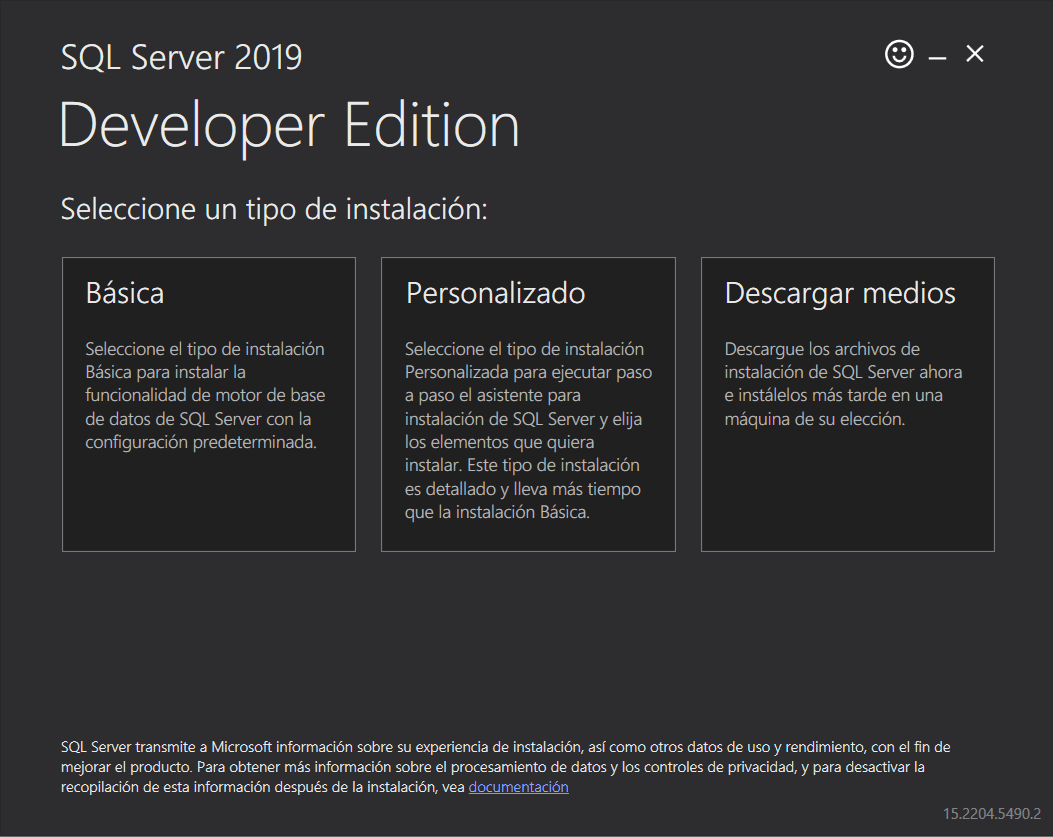 SQL Server 2019
Developer Edition
Seleccione un tipo de instalación:
Básica
Seleccione el tipo de instalación
Básica para instalar la
funcionalidad de motor de base
de datos de SQL Server con la
configuración predeterminada.
Personalizado
Seleccione el tipo de instalación
Personalizada para ejecutar paso
a paso el asistente para
instalación de SQL Server y elija
los elementos que quiera
instalar. Este tipo de instalación
es detallado y lleva más tiempo
que la instalación Básica.
Descargar medios
Descargue los archivos de
instalación de SQL Server ahora
e instálelos más tarde en una
máquina de su elección.
SQL Server transmite a Microsoft información sobre su experiencia de instalación, así como otros datos de uso y rendimiento, con el fin de
mejorar el producto. Para obtener más información sobre el procesamiento de datos y los controles de privacidad, y para desactivar la
recopilación de esta información después de la instalación, vea documentación
15.2204.5490.2